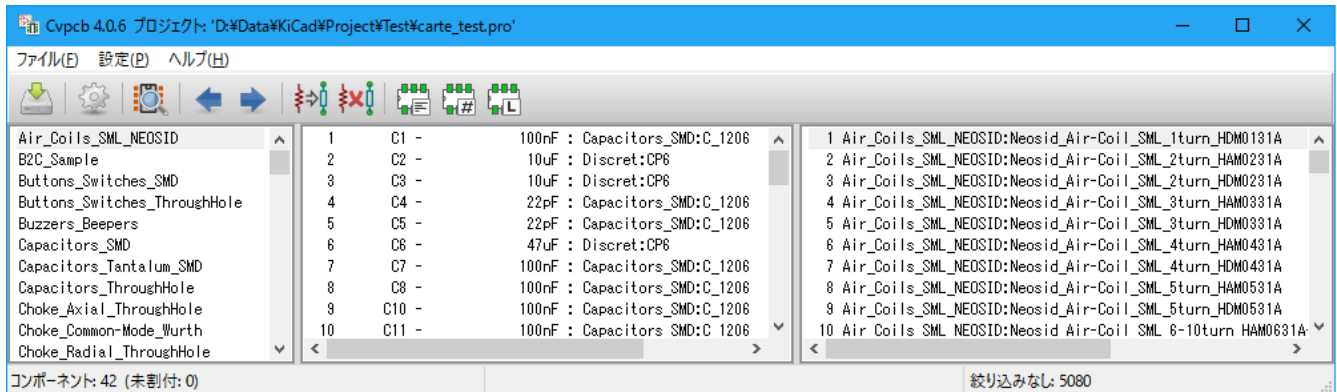 Cvpcb 4.0.6 プロジェクト: 'D:¥Data¥KiCad¥Project¥Test¥carte_test.pro'
ファイル(F) 設定(P) ヘルプ(H)
Air_Coils_SML_NEOSID
B2C_Sample
Buttons_Switches_SMD
Buttons_Switches_ThroughHole
Buzzers_Beepers
Capacitors_SMD
Capacitors_Tantalum_SMD
Capacitors_ThroughHole
Choke_Axial_ThroughHole
Choke_Common-Mode_Wurth
Choke_Radial_ThroughHole
1 C1 - 100nF : Capacitors_SMD:C_1206
2 C2 - 10uF : Discret:CP6
3 C3 - 10uF : Discret:CP6
4 C4 - 22pF : Capacitors_SMD:C_1206
5 C5 - 22pF : Capacitors_SMD:C_1206
6 C6 - 47uF : Discret:CP6
7 C7 - 100nF : Capacitors_SMD:C_1206
8 C8 - 100nF : Capacitors_SMD:C_1206
9 C10 - 100nF : Capacitors_SMD:C_1206
10 C11 - 100nF : Capacitors_SMD:C_1206
1 Air_Coils_SML_NEOSID:Neosid_Air-Coil_SML_1turn_HDM0131A
2 Air_Coils_SML_NEOSID:Neosid_Air-Coil_SML_2turn_HAM0231A
3 Air_Coils_SML_NEOSID:Neosid_Air-Coil_SML_2turn_HDM0231A
4 Air_Coils_SML_NEOSID:Neosid_Air-Coil_SML_3turn_HAM0331A
5 Air_Coils_SML_NEOSID:Neosid_Air-Coil_SML_3turn_HDM0331A
6 Air_Coils_SML_NEOSID:Neosid_Air-Coil_SML_4turn_HAM0431A
7 Air_Coils_SML_NEOSID:Neosid_Air-Coil_SML_4turn_HDM0431A
8 Air_Coils_SML_NEOSID:Neosid_Air-Coil_SML_5turn_HAM0531A
9 Air_Coils_SML_NEOSID:Neosid_Air-Coil_SML_5turn_HDM0531A
10 Air_Coils_SML_NEOSID:Neosid_Air-Coil_SML_6-10turn_HAM0631A-
コンポーネント: 42 (未割付: 0)
絞り込みなし: 5080